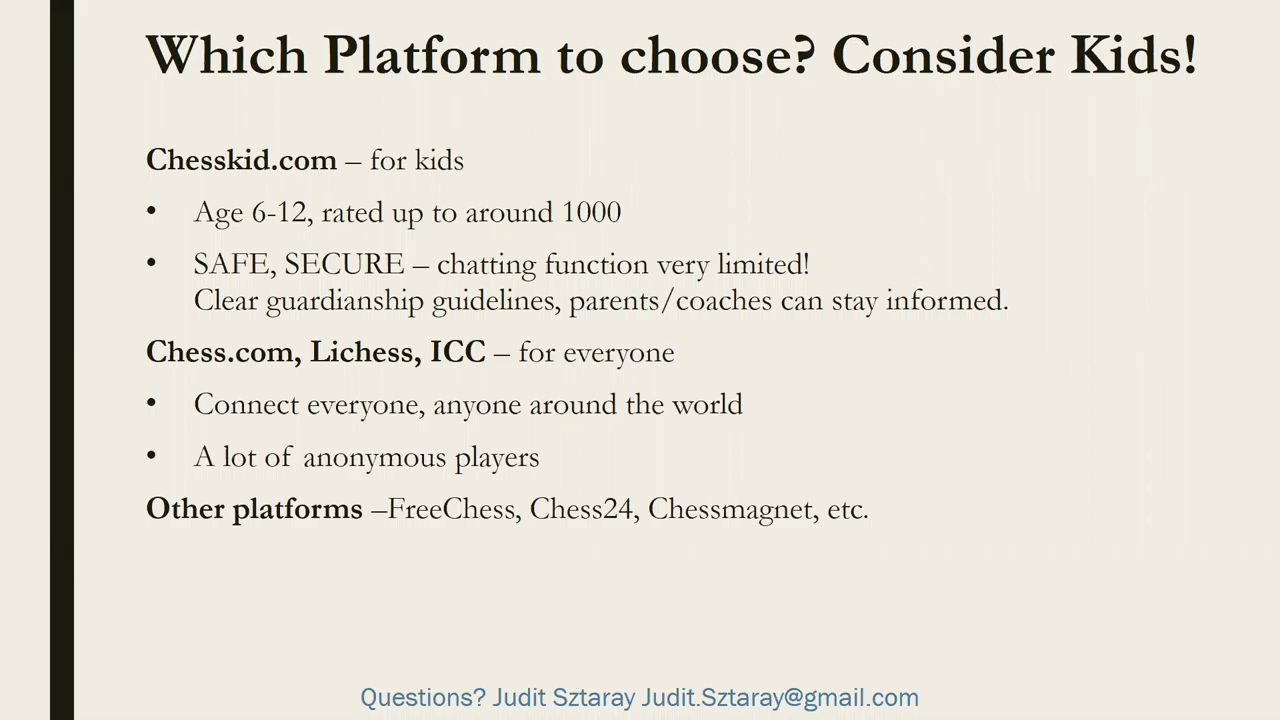 Which Platform to choose? Consider Kids!
Chesskid.com – for kids
• Age 6-12, rated up to around 1000
• SAFE, SECURE – chatting function very limited!
Clear guardianship guidelines, parents/coaches can stay informed.
Chess.com, Lichess, ICC – for everyone
• Connect everyone, anyone around the world
• A lot of anonymous players
Other platforms –FreeChess, Chess24, Chessmagnet, etc.
Questions? Judit Sztaray Judit.Sztaray@gmail.com